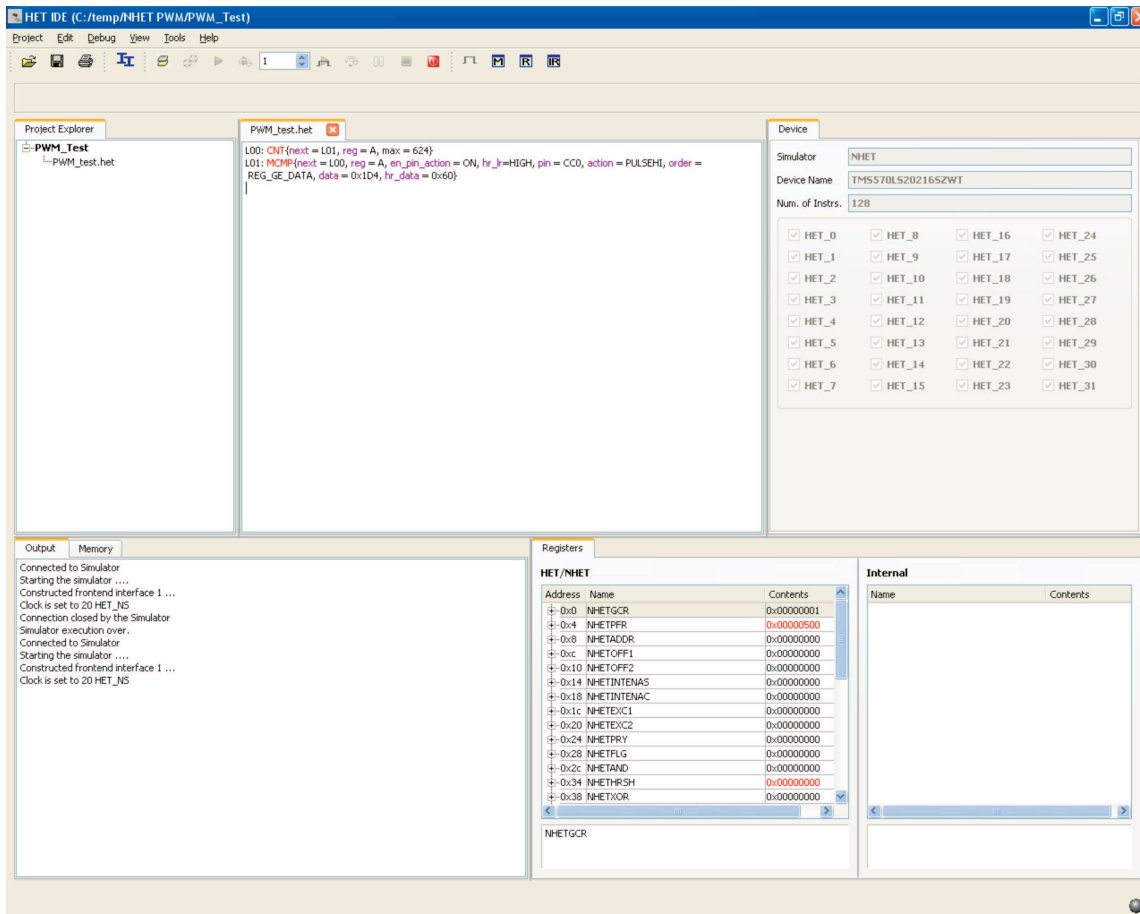 HET IDE (C:/temp/NHET PWM/PWM_Test)
Project Edit Debug View Tools Help
1 M R IR
Project Explorer
PWM_Test
PWM_test.het
PWM_test.het
L00: CNT{next = L01, reg = A, max = 624}
L01: MCMP{next = L00, reg = A, en_pin_action = ON, hr_lr=HIGH, pin = CC0, action = PULSEHI, order =
REG_GE_DATA, data = 0x1D4, hr_data = 0x60}
Device
Simulator NHET
Device Name TMS570LS20216SZWT
Num. of Instrs. 128
HET_0 HET_8 HET_16 HET_24
HET_1 HET_9 HET_17 HET_25
HET_2 HET_10 HET_18 HET_26
HET_3 HET_11 HET_19 HET_27
HET_4 HET_12 HET_20 HET_28
HET_5 HET_13 HET_21 HET_29
HET_6 HET_14 HET_22 HET_30
HET_7 HET_15 HET_23 HET_31
Output Memory
Connected to Simulator
Starting the simulator ....
Constructed frontend interface 1 ...
Clock is set to 20 HET_NS
Connection closed by the Simulator
Simulator execution over.
Connected to Simulator
Starting the simulator ....
Constructed frontend interface 1 ...
Clock is set to 20 HET_NS
Registers
HET/NHET
Address Name Contents
0x0 NHETGCR 0x00000001
0x4 NHETPFR 0x00000500
0x8 NHETADDR 0x00000000
0xc NHETOFF1 0x00000000
0x10 NHETOFF2 0x00000000
0x14 NHETINTENAS 0x00000000
0x18 NHETINTENAC 0x00000000
0x1c NHETEXC1 0x00000000
0x20 NHETEXC2 0x00000000
0x24 NHETPRY 0x00000000
0x28 NHETFLG 0x00000000
0x2c NHETAND 0x00000000
0x34 NHETHRSH 0x00000000
0x38 NHETXOR 0x00000000
NHETGCR
Internal
Name Contents